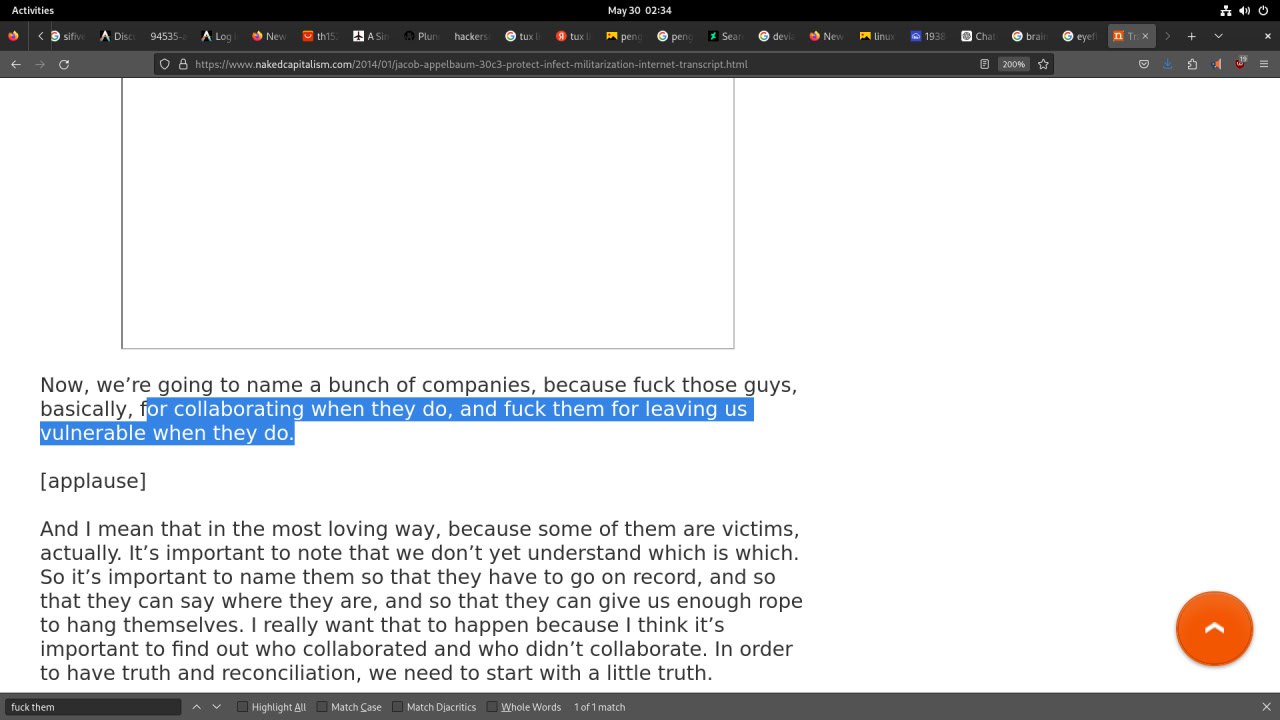 Activities
May 30 02:34
sifive
Discu
94535-a
Log
New
th152
A Sin
Plum
hackers
tux li
tux li
peng
peng
Sear
devia
New
linux
1938
Chat
brain
eyefi
Tr
https://www.nakedcapitalism.com/2014/01/jacob-appelbaum-30c3-protect-infect-militarization-internet-transcript.html
200%
19
Now, we’re going to name a bunch of companies, because fuck those guys,
basically, for collaborating when they do, and fuck them for leaving us
vulnerable when they do.
[applause]
And I mean that in the most loving way, because some of them are victims,
actually. It’s important to note that we don’t yet understand which is which.
So it’s important to name them so that they have to go on record, and so
that they can say where they are, and so that they can give us enough rope
to hang themselves. I really want that to happen because I think it’s
important to find out who collaborated and who didn’t collaborate. In order
to have truth and reconciliation, we need to start with a little truth.
fuck them
Highlight All
Match Case
Match Diacritics
Whole Words
1 of 1 match